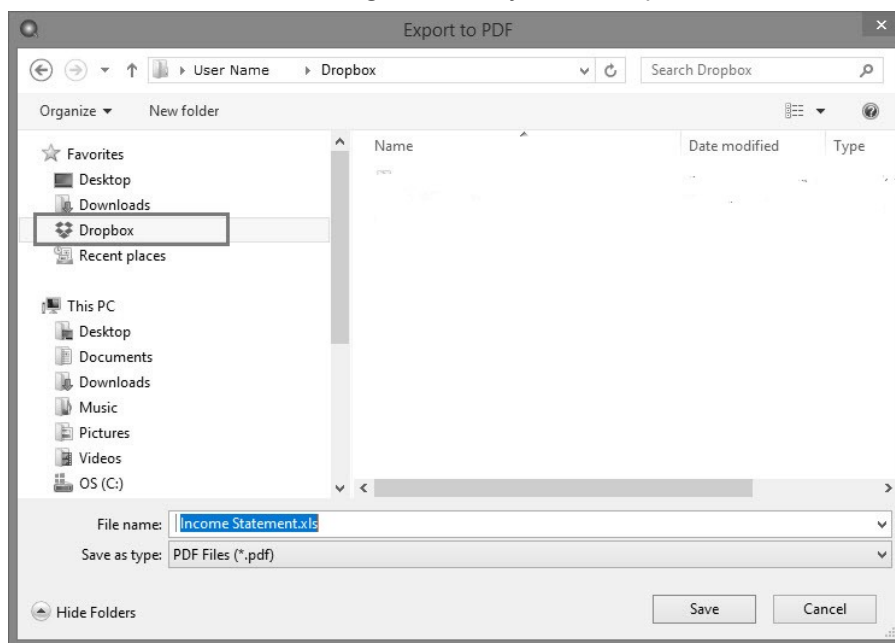 Export to PDF
User Name Dropbox Search Dropbox
Organize New folder
Name Date modified Type
Favorites
Desktop
Downloads
Dropbox
Recent places
This PC
Desktop
Documents
Downloads
Music
Pictures
Videos
OS (C:)
File name: Income Statement.xls
Save as type: PDF Files (*.pdf)
Hide Folders Save Cancel